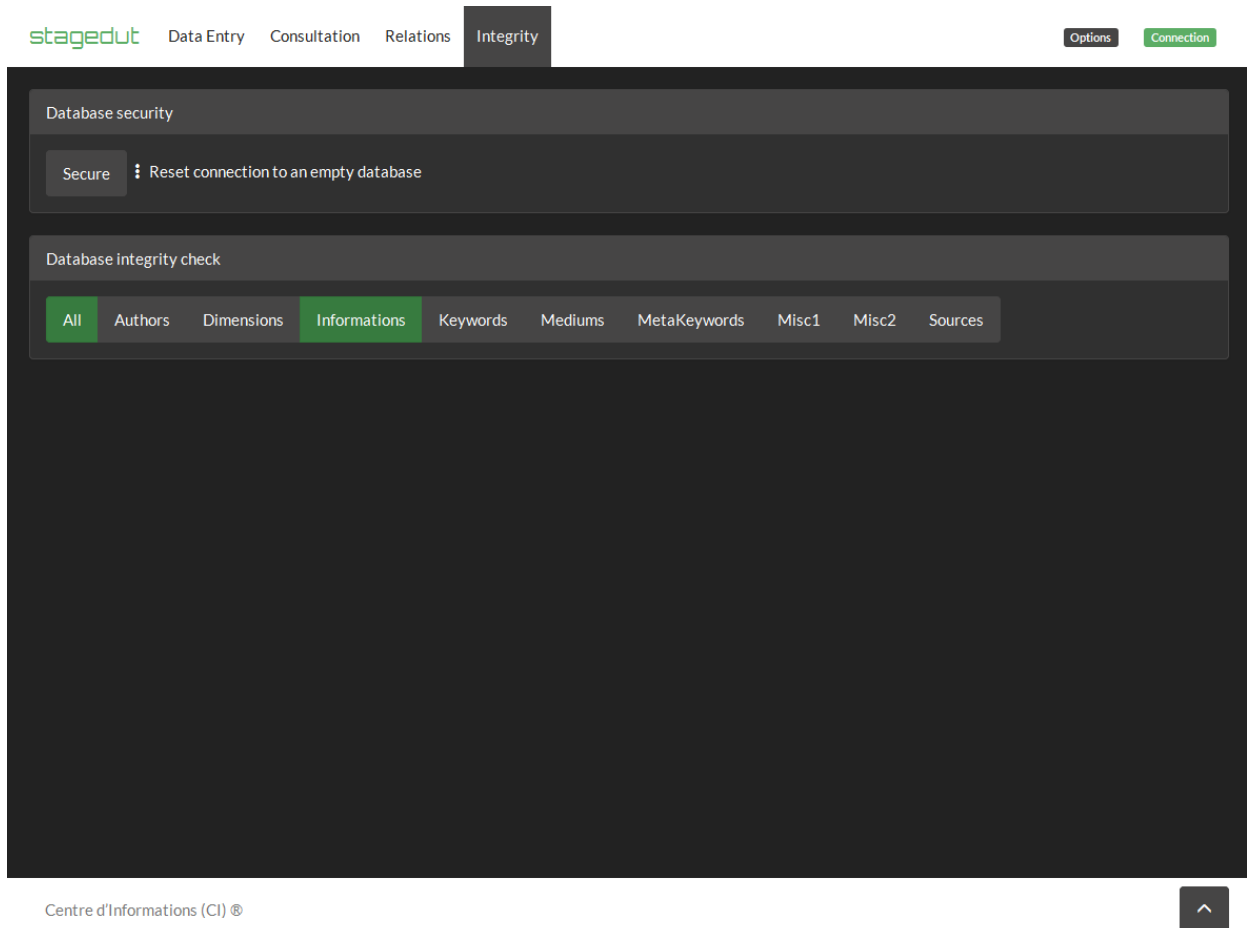 stagedut Data Entry Consultation Relations Integrity Options Connection
Database security
Secure Reset connection to an empty database
Database integrity check
All Authors Dimensions Informations Keywords Mediums MetaKeywords Misc1 Misc2 Sources
Centre d'Informations (CI) ®